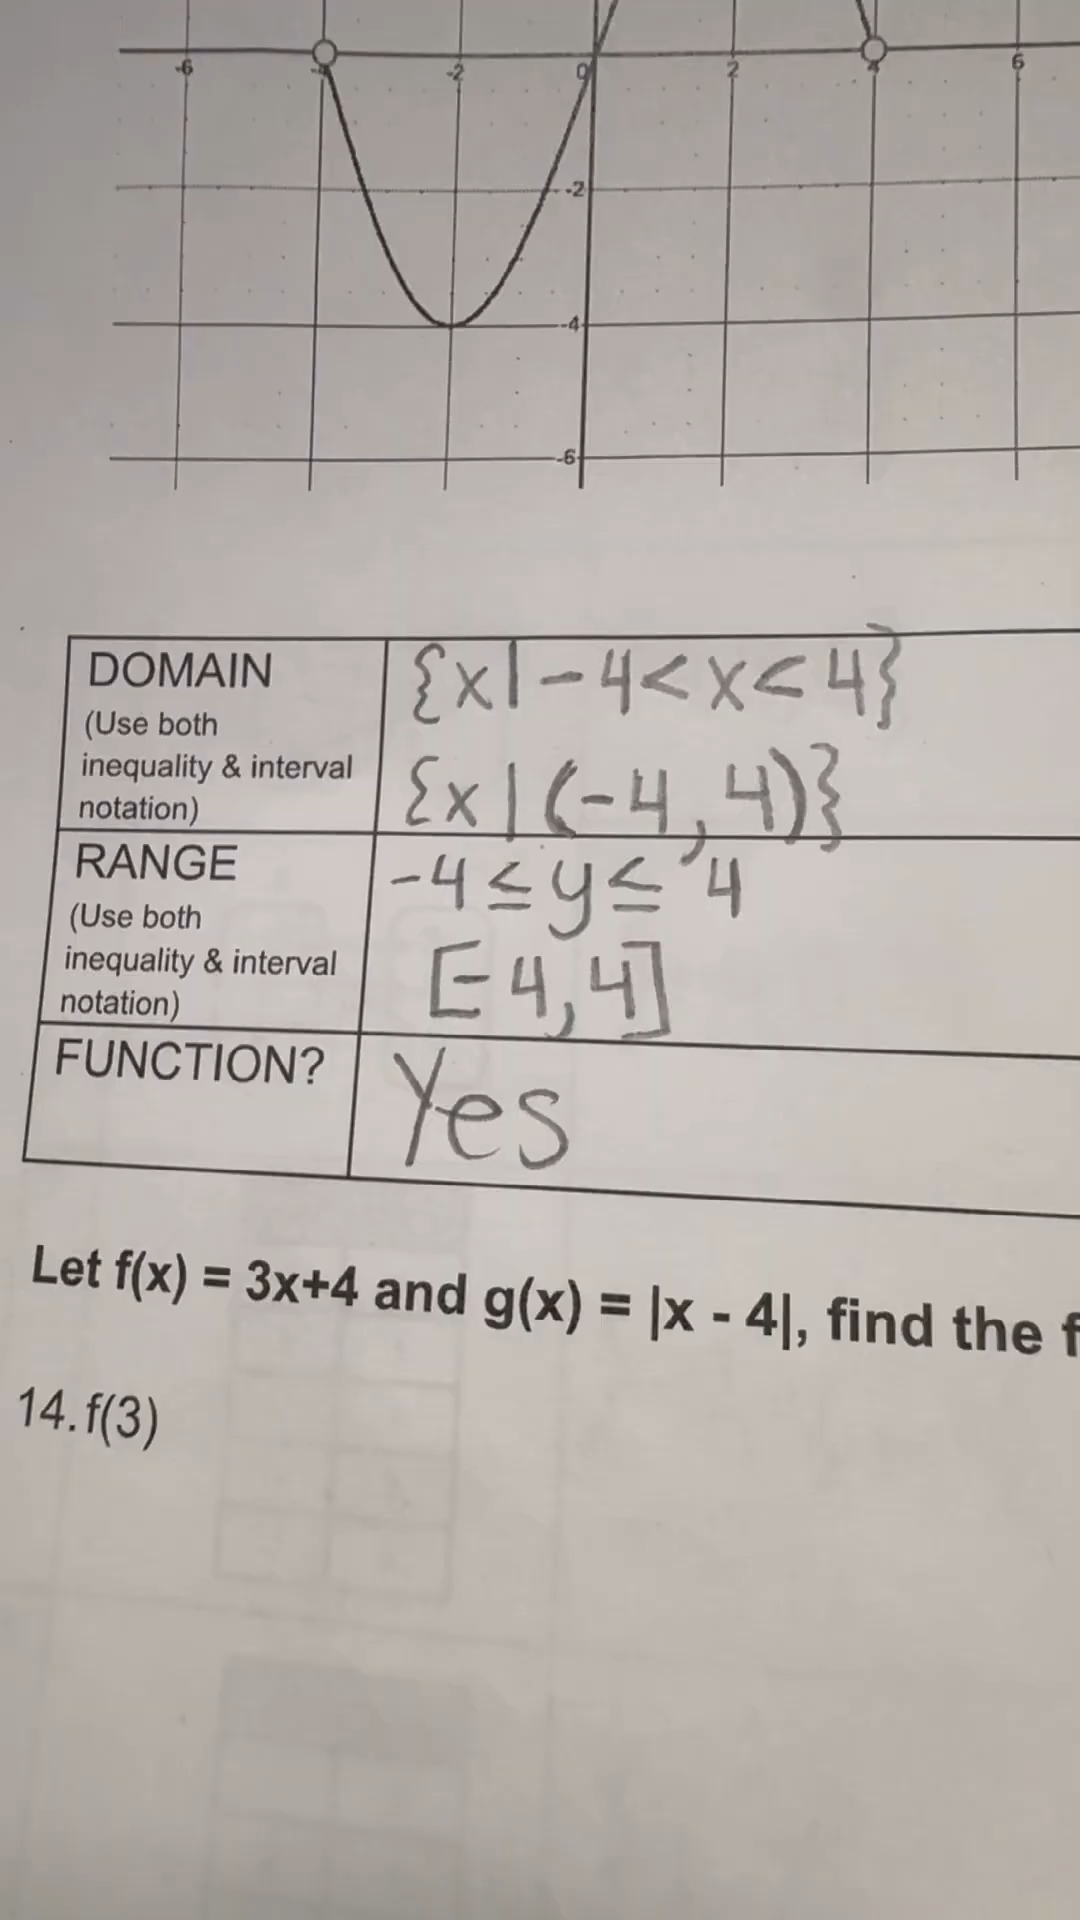 -6 -4 -2 0 2 4 6
-2
-4
-6
DOMAIN
(Use both
inequality & interval
notation)
{x|-4<x<4}
{x|(-4,4)}
RANGE
(Use both
inequality & interval
notation)
-4≤y≤4
[-4,4]
FUNCTION?
Yes
Let f(x) = 3x+4 and g(x) = |x - 4|, find the f
14. f(3)